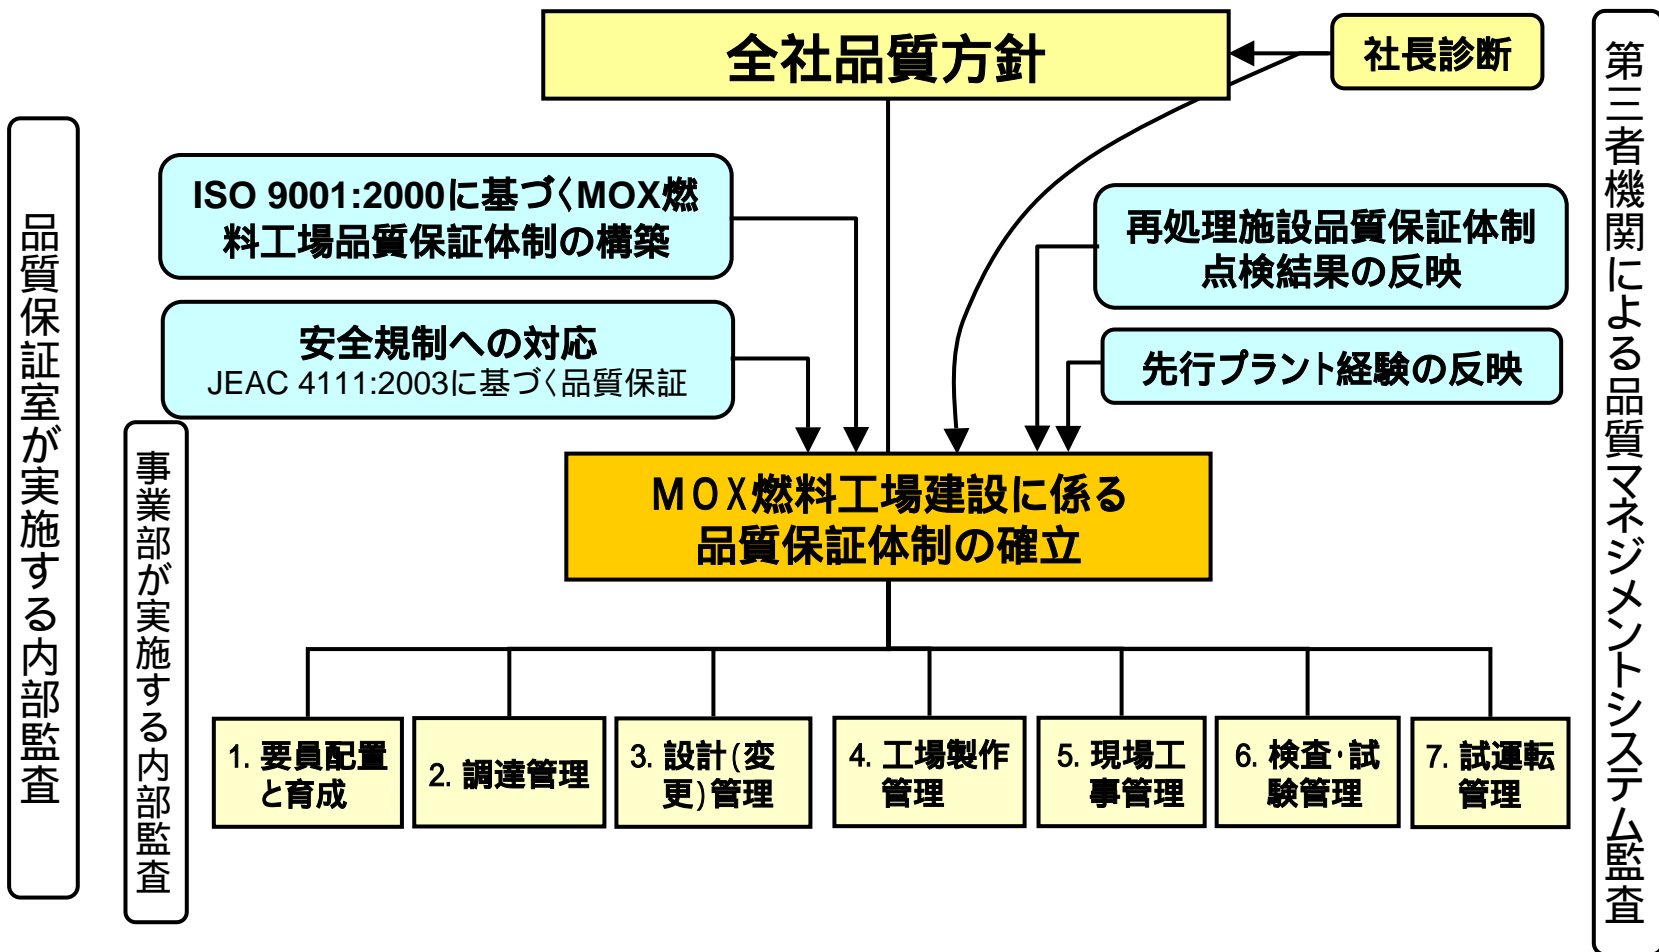 全社品質方針
社長診断
ISO 9001:2000に基づくMOX燃
料工場品質保証体制の構築
再処理施設品質保証体制
点検結果の反映
安全規制への対応
JEAC 4111:2003に基づく品質保証
先行プラント経験の反映
MOX燃料工場建設に係る
品質保証体制の確立
1. 要員配置
と育成
2. 調達管理
3. 設計(変
更)管理
4. 工場製作
管理
5. 現場工
事管理
6. 検査・試
験管理
7. 試運転
管理
品質保証室が実施する内部監査
事業部が実施する内部監査
第三者機関による品質マネジメントシステム監査